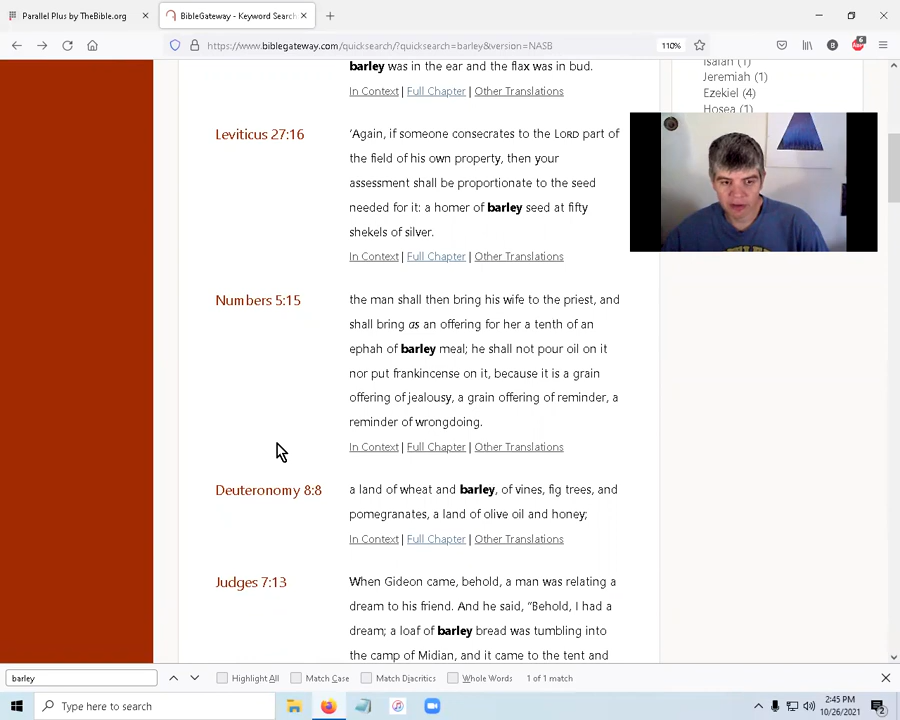 Parallel Plus by TheBible.org
BibleGateway - Keyword Search
https://www.biblegateway.com/quicksearch/?quicksearch=barley&version=NASB
110%
B
6
barley was in the ear and the flax was in bud.
In Context | Full Chapter | Other Translations
Isaiah (1)
Jeremiah (1)
Ezekiel (4)
Hosea (1)
Leviticus 27:16
‘Again, if someone consecrates to the LORD part of
the field of his own property, then your
assessment shall be proportionate to the seed
needed for it: a homer of barley seed at fifty
shekels of silver.
In Context | Full Chapter | Other Translations
Numbers 5:15
the man shall then bring his wife to the priest, and
shall bring as an offering for her a tenth of an
ephah of barley meal; he shall not pour oil on it
nor put frankincense on it, because it is a grain
offering of jealousy, a grain offering of reminder, a
reminder of wrongdoing.
In Context | Full Chapter | Other Translations
Deuteronomy 8:8
a land of wheat and barley, of vines, fig trees, and
pomegranates, a land of olive oil and honey;
In Context | Full Chapter | Other Translations
Judges 7:13
When Gideon came, behold, a man was relating a
dream to his friend. And he said, “Behold, I had a
dream; a loaf of barley bread was tumbling into
the camp of Midian, and it came to the tent and
barley
Highlight All
Match Case
Match Diacritics
Whole Words
1 of 1 match
Type here to search
2:45 PM
10/26/2021
2